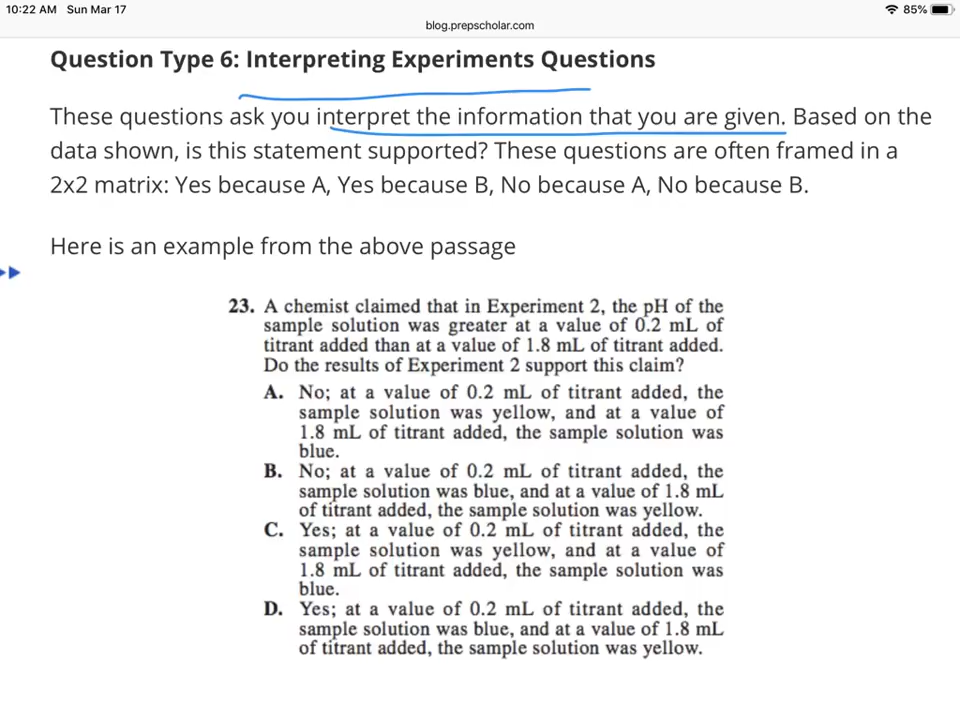 10:22 AM Sun Mar 17
85%
blog.prepscholar.com
Question Type 6: Interpreting Experiments Questions
These questions ask you interpret the information that you are given. Based on the
data shown, is this statement supported? These questions are often framed in a
2x2 matrix: Yes because A, Yes because B, No because A, No because B.
Here is an example from the above passage
23. A chemist claimed that in Experiment 2, the pH of the
sample solution was greater at a value of 0.2 mL of
titrant added than at a value of 1.8 mL of titrant added.
Do the results of Experiment 2 support this claim?
A. No; at a value of 0.2 mL of titrant added, the
sample solution was yellow, and at a value of
1.8 mL of titrant added, the sample solution was
blue.
B. No; at a value of 0.2 mL of titrant added, the
sample solution was blue, and at a value of 1.8 mL
of titrant added, the sample solution was yellow.
C. Yes; at a value of 0.2 mL of titrant added, the
sample solution was yellow, and at a value of
1.8 mL of titrant added, the sample solution was
blue.
D. Yes; at a value of 0.2 mL of titrant added, the
sample solution was blue, and at a value of 1.8 mL
of titrant added, the sample solution was yellow.